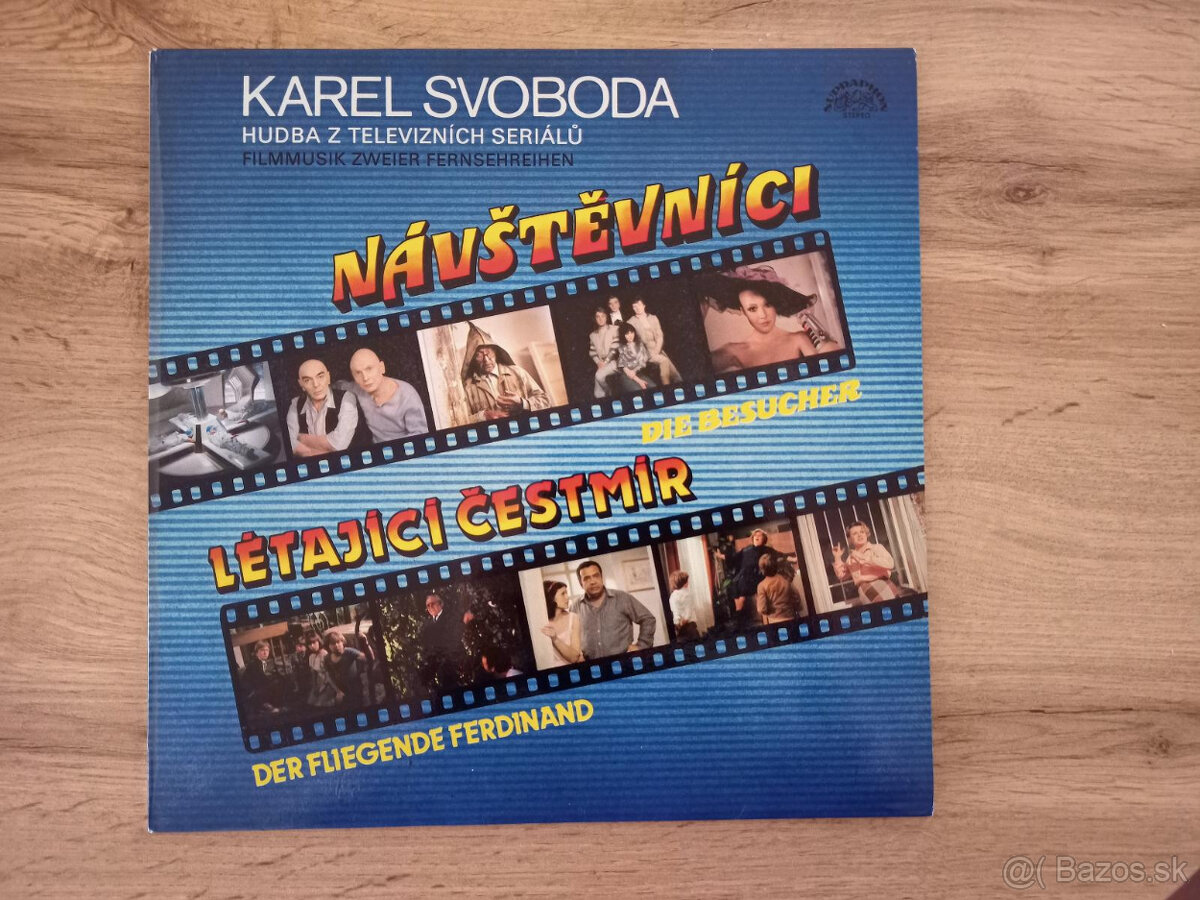 KAREL SVOBODA
SUPRAPHON
STEREO
HUDBA Z TELEVIZNÍCH SERIÁLŮ
FILMMUSIK ZWEIER FERNSEHREIHEN
NÁVŠTĚVNÍCI
DIE BESUCHER
LÉTAJÍCÍ ČESTMÍR
DER FLIEGENDE FERDINAND
@( Bazos.sk